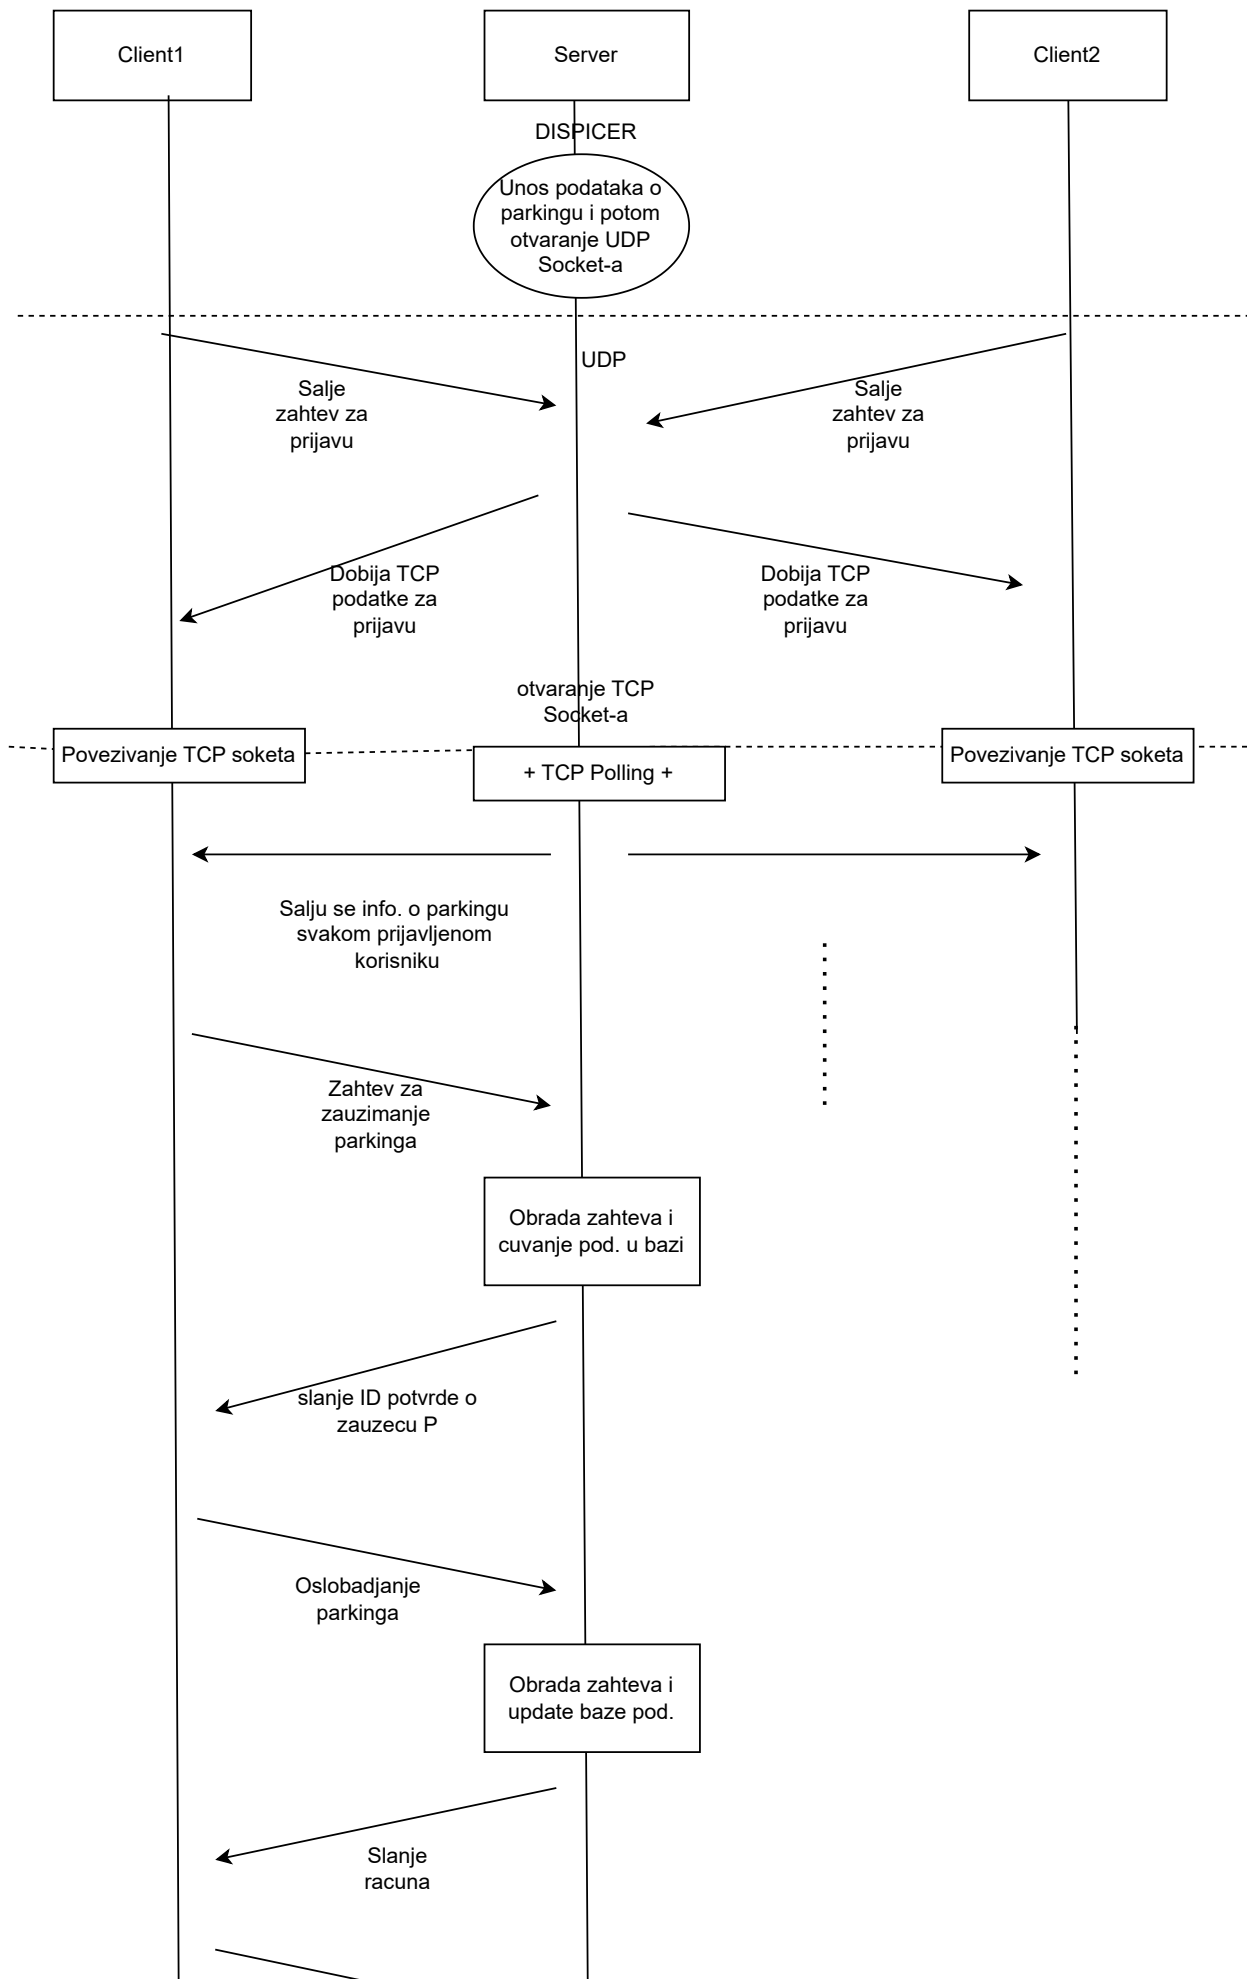 Client1
Server
Client2
DISPICER
Unos podataka o
parkingu i potom
otvaranje UDP
Socket-a
UDP
Salje
zahtev za
prijavu
Salje
zahtev za
prijavu
Dobija TCP
podatke za
prijavu
Dobija TCP
podatke za
prijavu
otvaranje TCP
Socket-a
Povezivanje TCP soketa
+ TCP Polling +
Povezivanje TCP soketa
Salju se info. o parkingu
svakom prijavljenom
korisniku
Zahtev za
zauzimanje
parkinga
Obrada zahteva i
cuvanje pod. u bazi
slanje ID potvrde o
zauzecu P
Oslobadjanje
parkinga
Obrada zahteva i
update baze pod.
Slanje
racuna